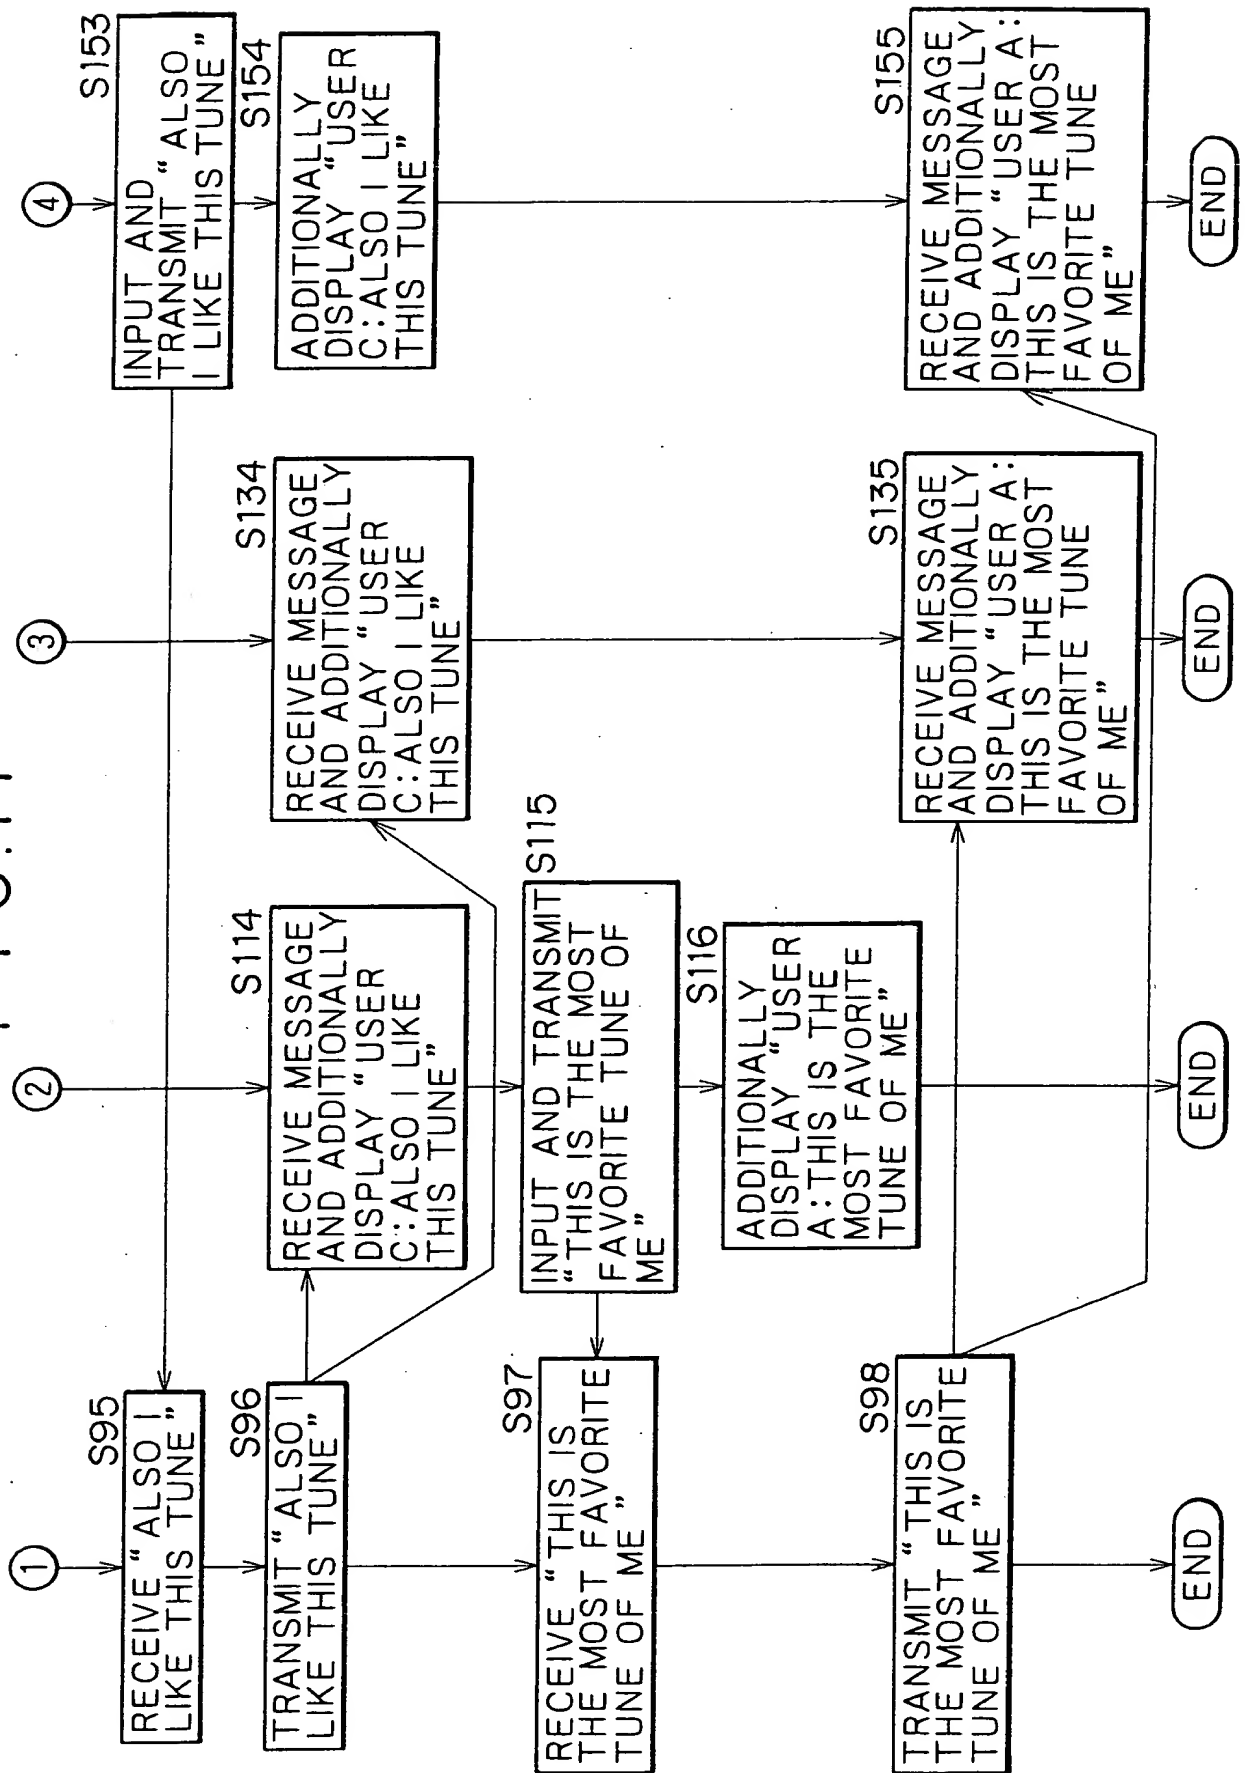 ①
S95
RECEIVE “ALSO I
LIKE THIS TUNE”
S96
TRANSMIT “ALSO I
LIKE THIS TUNE”
S97
RECEIVE “THIS IS
THE MOST FAVORITE
TUNE OF ME”
S98
TRANSMIT “THIS IS
THE MOST FAVORITE
TUNE OF ME”
END
②
S114
RECEIVE MESSAGE
AND ADDITIONALLY
DISPLAY “USER
C:ALSO I LIKE
THIS TUNE”
S115
INPUT AND TRANSMIT
“THIS IS THE MOST
FAVORITE TUNE OF
ME”
S116
ADDITIONALLY
DISPLAY “USER
A:THIS IS THE
MOST FAVORITE
TUNE OF ME”
END
③
S134
RECEIVE MESSAGE
AND ADDITIONALLY
DISPLAY “USER
C:ALSO I LIKE
THIS TUNE”
S135
RECEIVE MESSAGE
AND ADDITIONALLY
DISPLAY “USER A:
THIS IS THE MOST
FAVORITE TUNE
OF ME”
END
④
S153
INPUT AND
TRANSMIT “ALSO
I LIKE THIS TUNE”
S154
ADDITIONALLY
DISPLAY “USER
C:ALSO I LIKE
THIS TUNE”
S155
RECEIVE MESSAGE
AND ADDITIONALLY
DISPLAY “USER A:
THIS IS THE MOST
FAVORITE TUNE
OF ME”
END